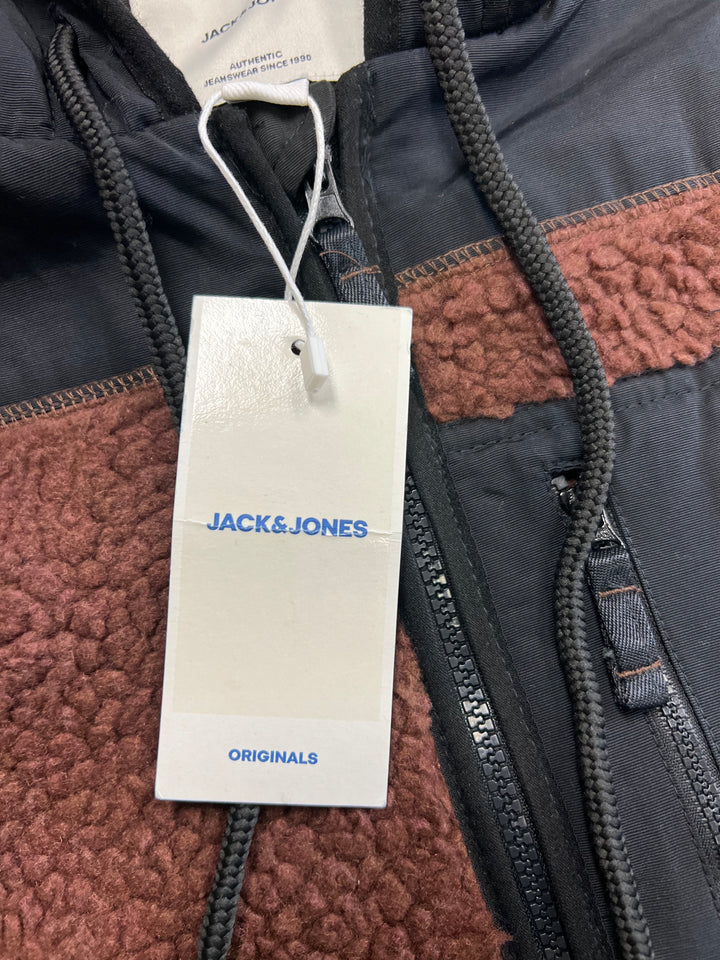 JACK&JONES
AUTHENTIC
JEANSWEAR SINCE 1990
JACK&JONES
ORIGINALS